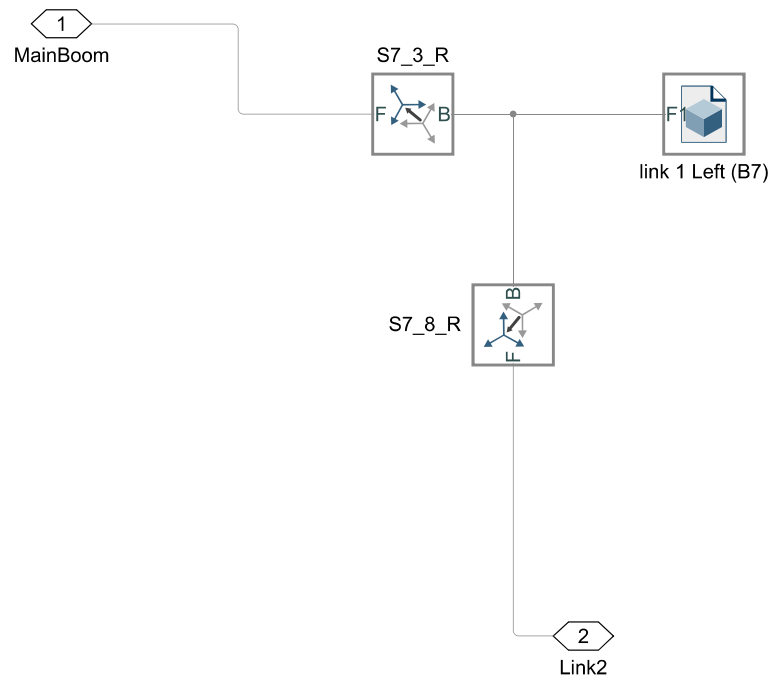 1
MainBoom
S7_3_R
F
B
F1
link 1 Left (B7)
B
S7_8_R
F
2
Link2